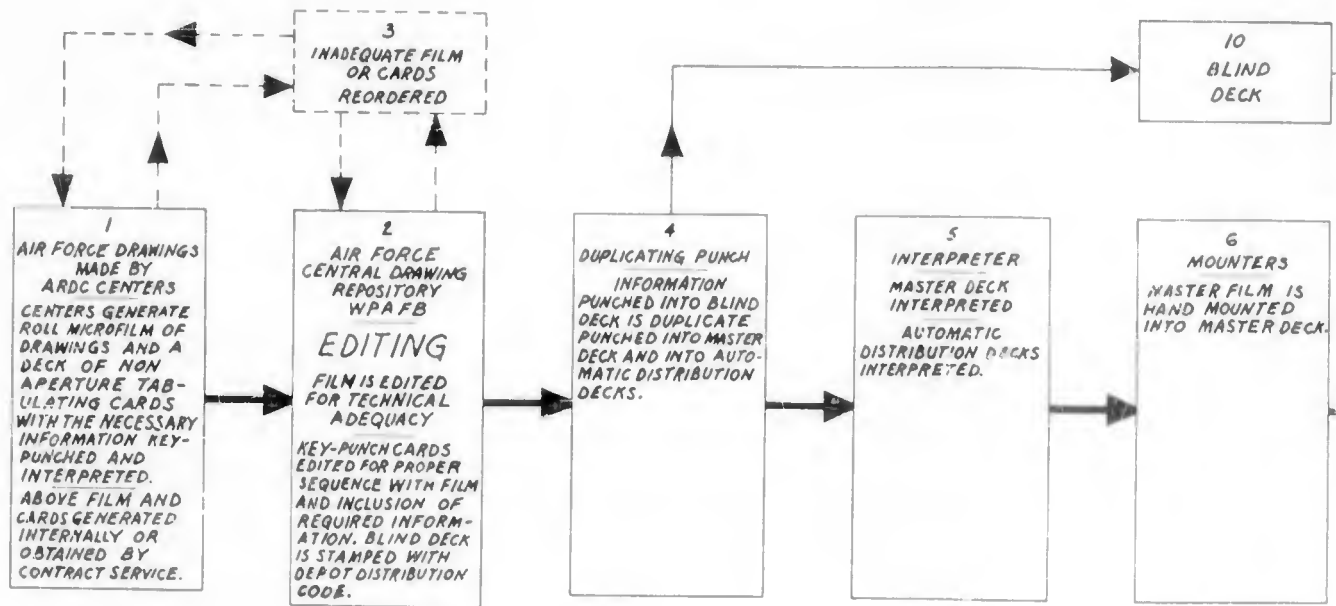 3
INADEQUATE FILM
OR CARDS
REORDERED
10
BLIND
DECK
1
AIR FORCE DRAWINGS
MADE BY
ARDC CENTERS
CENTERS GENERATE
ROLL MICROFILM OF
DRAWINGS AND A
DECK OF NON
APERTURE TAB-
ULATING CARDS
WITH THE NECESSARY
INFORMATION KEY-
PUNCHED AND
INTERPRETED.
ABOVE FILM AND
CARDS GENERATED
INTERNALLY OR
OBTAINED BY
CONTRACT SERVICE.
2
AIR FORCE
CENTRAL DRAWING
REPOSITORY
WPAFB
EDITING
FILM IS EDITED
FOR TECHNICAL
ADEQUACY
KEY-PUNCH CARDS
EDITED FOR PROPER
SEQUENCE WITH FILM
AND INCLUSION OF
REQUIRED INFORM-
ATION. BLIND DECK
IS STAMPED WITH
DEPOT DISTRIBUTION
CODE.
4
DUPLICATING PUNCH
INFORMATION
PUNCHED INTO BLIND
DECK IS DUPLICATE
PUNCHED INTO MASTER
DECK AND INTO AUTO-
MATIC DISTRIBUTION
DECKS.
5
INTERPRETER
MASTER DECK
INTERPRETED
AUTOMATIC
DISTRIBUTION DECKS
INTERPRETED.
6
MOUNTERS
MASTER FILM IS
HAND MOUNTED
INTO MASTER DECK.